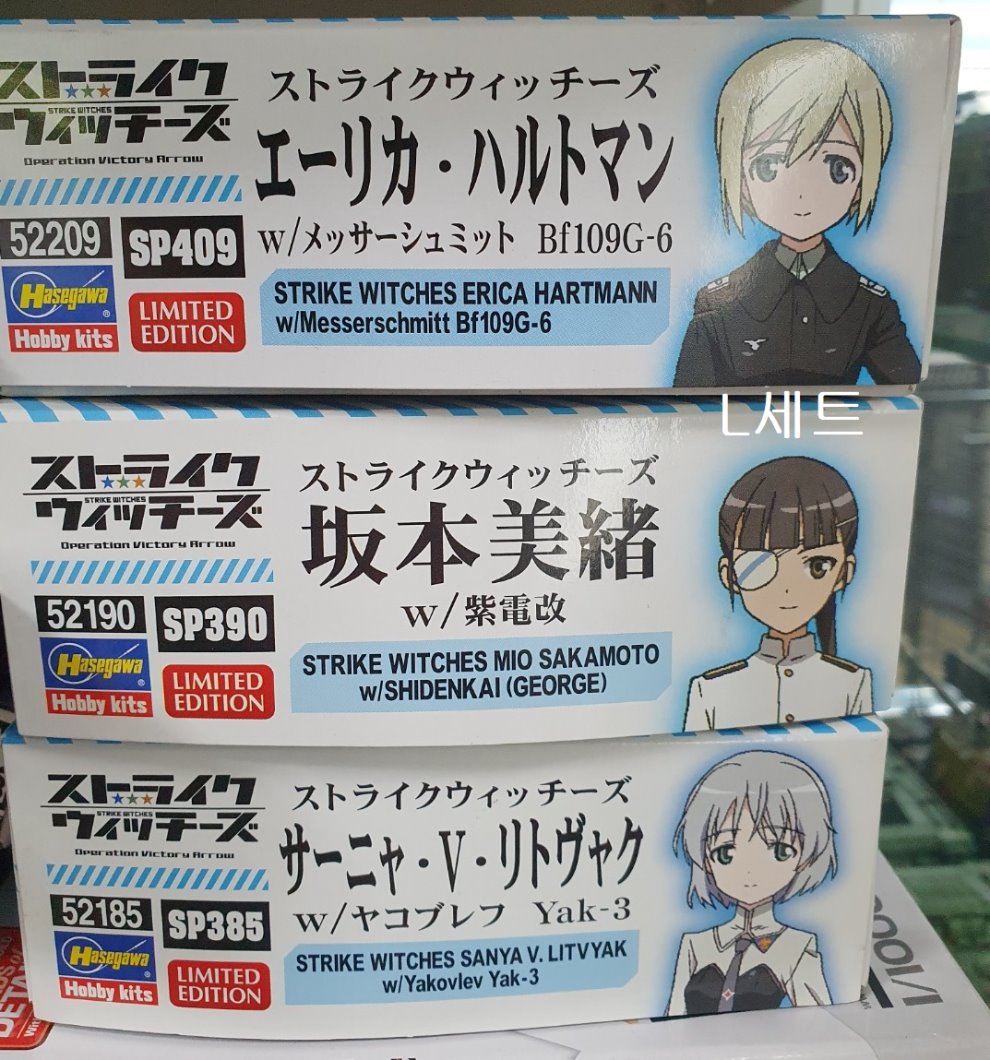 ストライク
STRIKE WITCHES
ウィッチーズ
Operation Victory Arrow
52209
SP409
Hasegawa
®
Hobby kits
LIMITED
EDITION
ストライクウィッチーズ
エーリカ・ハルトマン
w/メッサーシュミット Bf109G-6
STRIKE WITCHES ERICA HARTMANN
w/Messerschmitt Bf109G-6
L세트
ストライク
STRIKE WITCHES
ウィッチーズ
Operation Victory Arrow
52190
SP390
Hasegawa
®
Hobby kits
LIMITED
EDITION
ストライクウィッチーズ
坂本美緒
w/紫電改
STRIKE WITCHES MIO SAKAMOTO
w/SHIDENKAI (GEORGE)
ストライク
STRIKE WITCHES
ウィッチーズ
Operation Victory Arrow
52185
SP385
Hasegawa
®
Hobby kits
LIMITED
EDITION
ストライクウィッチーズ
サーニャ・V・リトヴャク
w/ヤコブレフ Yak-3
STRIKE WITCHES SANYA V. LITVYAK
w/Yakovlev Yak-3
1/100